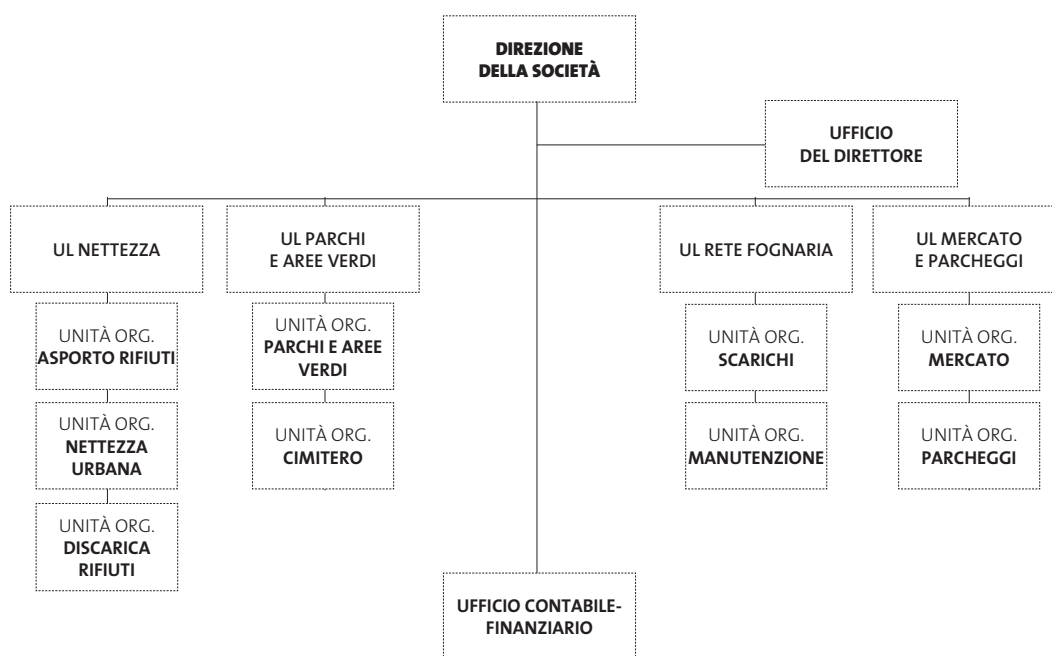 DIREZIONE
DELLA SOCIETÀ
UFFICIO
DEL DIRETTORE
UL NETTEZZA
UL PARCHI
E AREE VERDI
UL RETE FOGNARIA
UL MERCATO
E PARCHEGGI
UNITÀ ORG.
ASPORTO RIFIUTI
UNITÀ ORG.
PARCHI E AREE
VERDI
UNITÀ ORG.
SCARICHI
UNITÀ ORG.
MERCATO
UNITÀ ORG.
NETTEZZA
URBANA
UNITÀ ORG.
CIMITERO
UNITÀ ORG.
MANUTENZIONE
UNITÀ ORG.
PARCHEGGI
UNITÀ ORG.
DISCARICA
RIFIUTI
UFFICIO CONTABILE-
FINANZIARIO